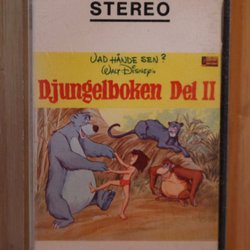 STEREO
VAD HÄNDE SEN?
WALT DISNEY
Djungelboken Del II